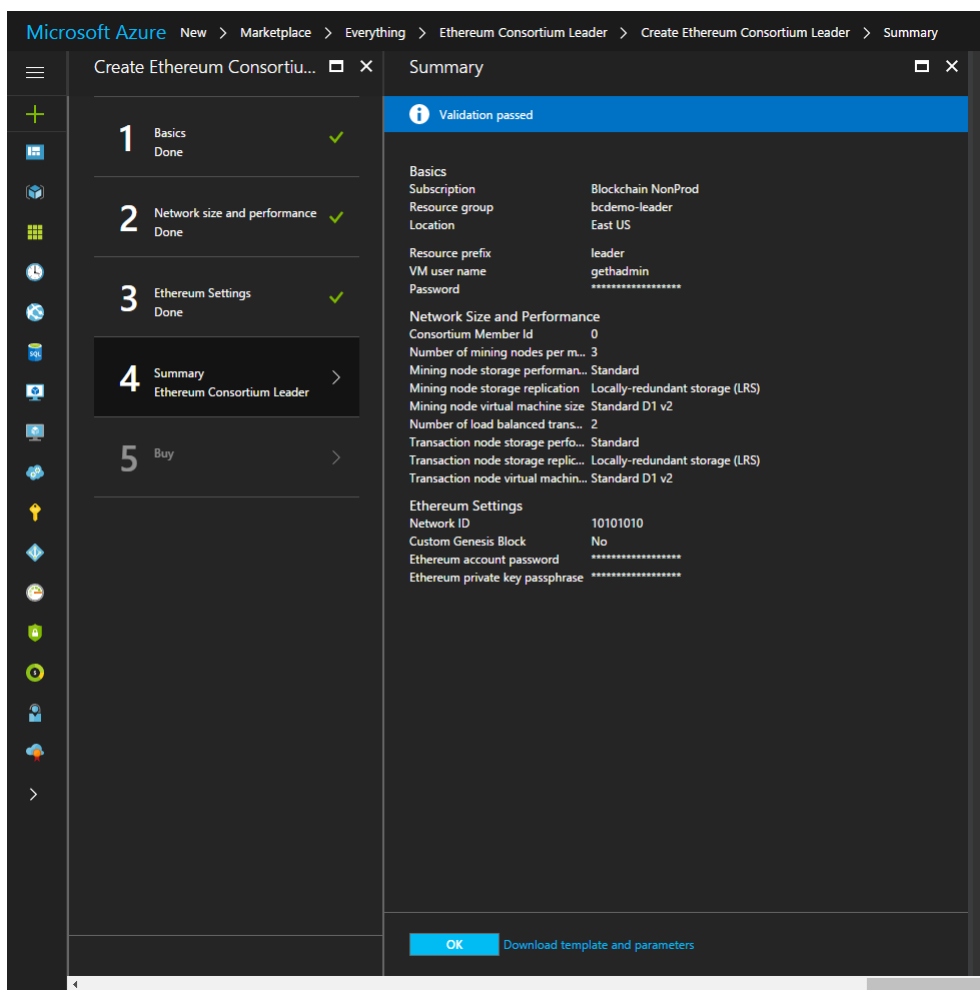 Microsoft Azure New > Marketplace > Everything > Ethereum Consortium Leader > Create Ethereum Consortium Leader > Summary
Create Ethereum Consortiu...
1 Basics
Done
2 Network size and performance
Done
3 Ethereum Settings
Done
4 Summary
Ethereum Consortium Leader
5 Buy
Summary
Validation passed
Basics
Subscription Blockchain NonProd
Resource group bcdemo-leader
Location East US
Resource prefix leader
VM user name gethadmin
Password ******************
Network Size and Performance
Consortium Member Id 0
Number of mining nodes per m... 3
Mining node storage performan... Standard
Mining node storage replication Locally-redundant storage (LRS)
Mining node virtual machine size Standard D1 v2
Number of load balanced trans... 2
Transaction node storage perfo... Standard
Transaction node storage replic... Locally-redundant storage (LRS)
Transaction node virtual machin... Standard D1 v2
Ethereum Settings
Network ID 10101010
Custom Genesis Block No
Ethereum account password ******************
Ethereum private key passphrase ******************
OK Download template and parameters
SQL